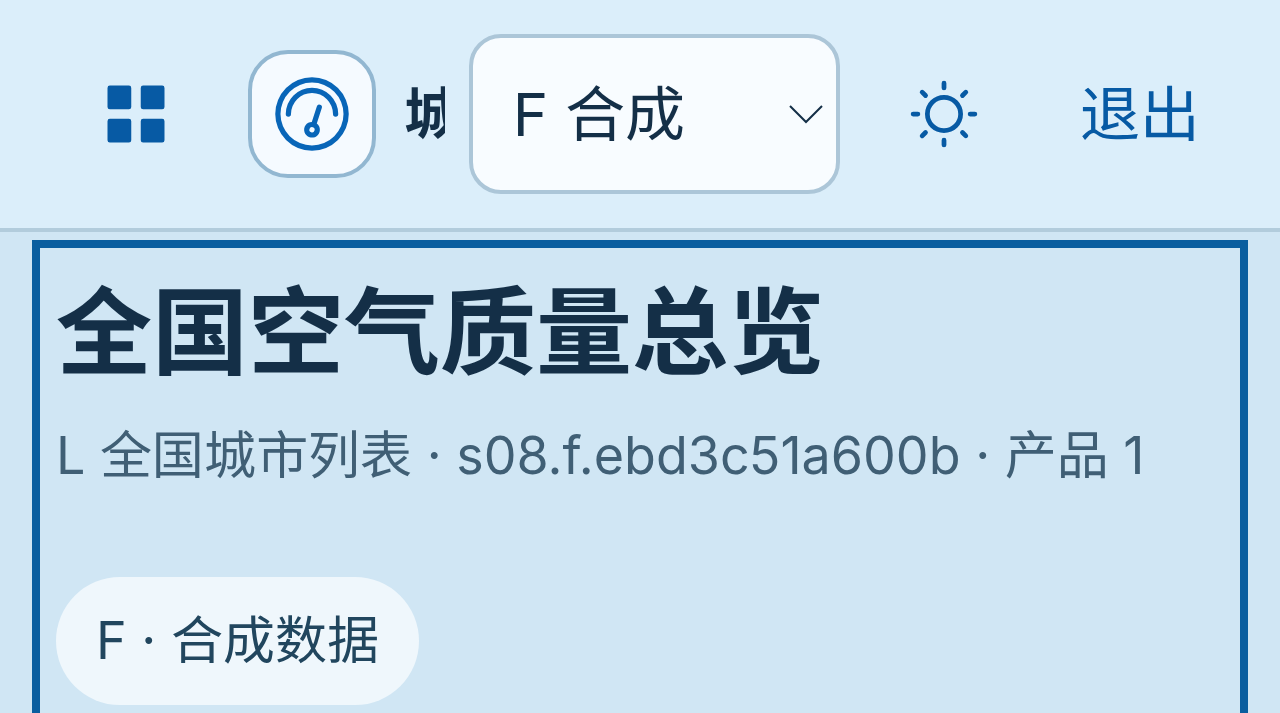 城
F 合成
退出
全国空气质量总览
L 全国城市列表 · s08.f.ebd3c51a600b · 产品 1
F · 合成数据